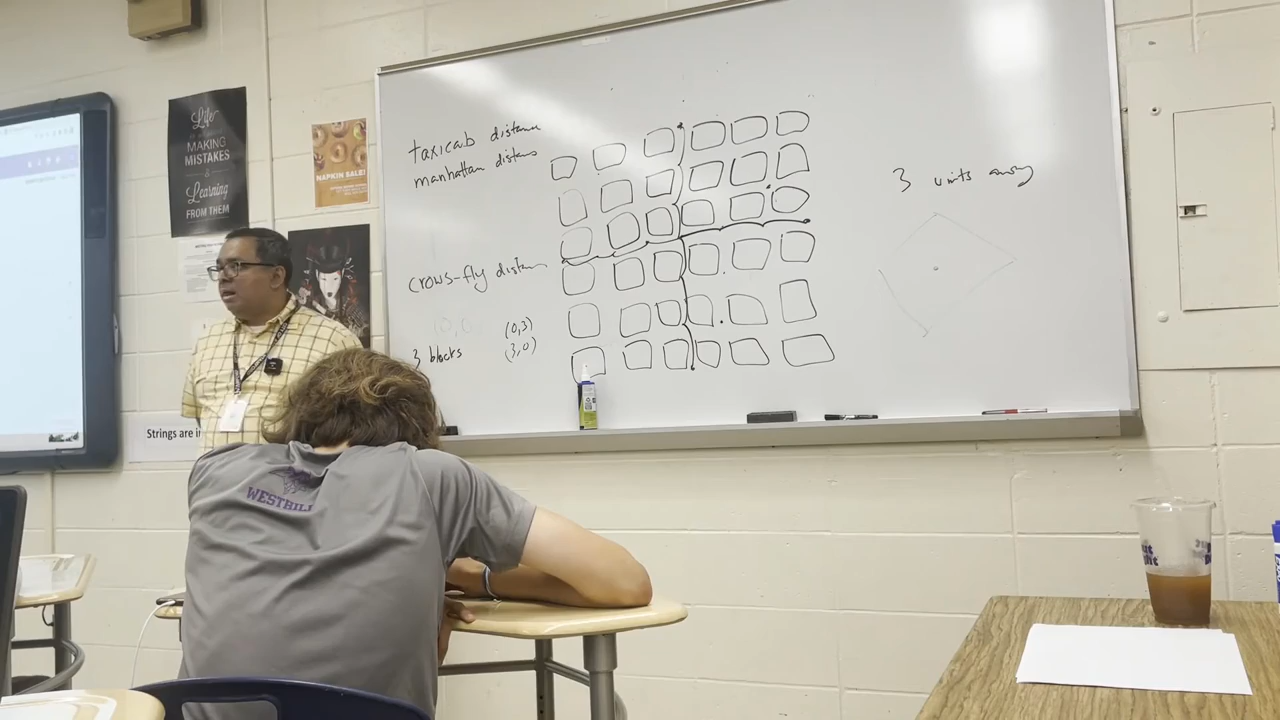 Life
MAKING
MISTAKES
& Learning
FROM THEM
NAPKIN SALE!
taxicab distance
manhattan distance
crows-fly distance
3 blocks
(0,3)
(3,0)
3 units away
Strings are i
WESTHILL